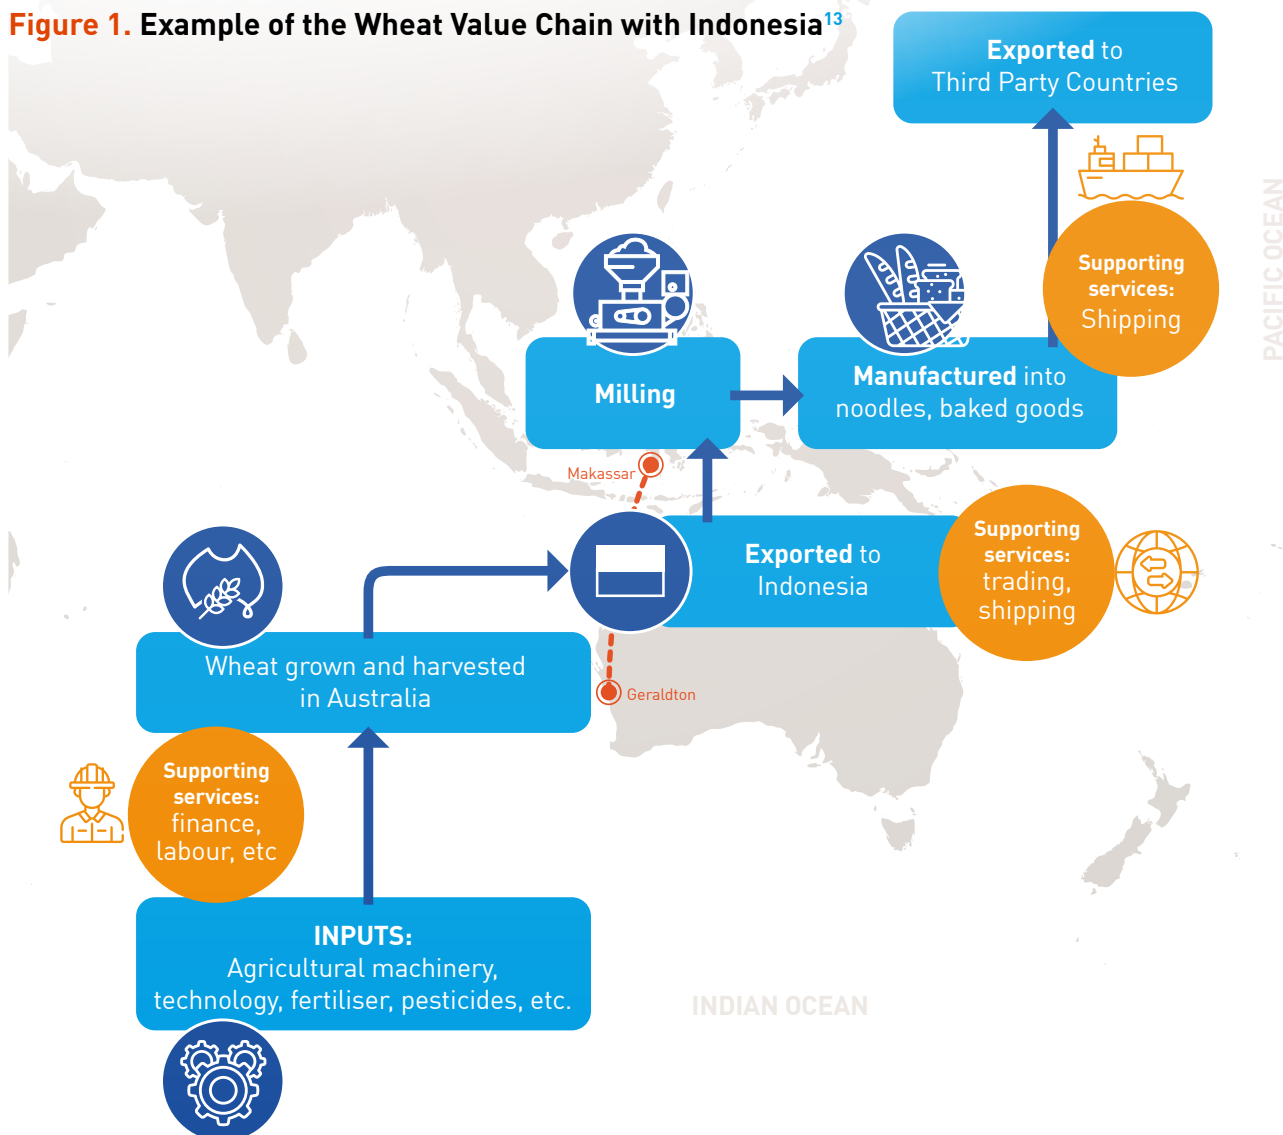 Figure 1. Example of the Wheat Value Chain with Indonesia13
Exported to
Third Party Countries
PACIFIC OCEAN
Supporting
services:
Shipping
Milling
Manufactured into
noodles, baked goods
Makassar
Exported to
Indonesia
Supporting
services:
trading,
shipping
Wheat grown and harvested
in Australia
Geraldton
Supporting
services:
finance,
labour, etc
INPUTS:
Agricultural machinery,
technology, fertiliser, pesticides, etc.
INDIAN OCEAN